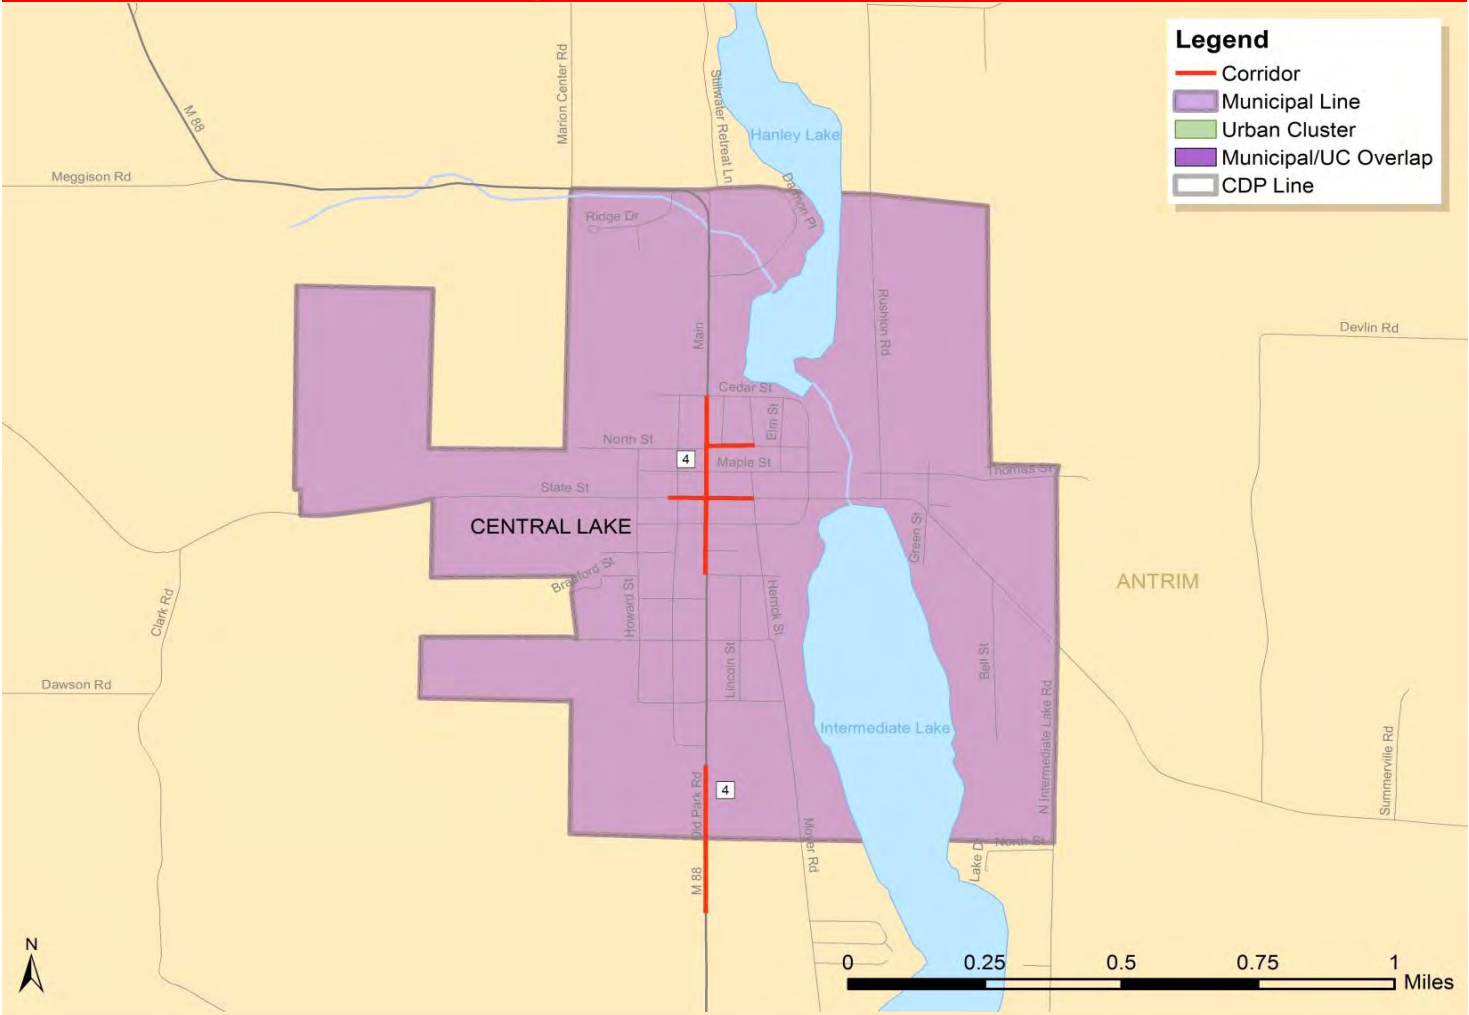 Legend
Corridor
Municipal Line
Urban Cluster
Municipal/UC Overlap
CDP Line
M 88
Marion Center Rd
Stillwater Retreat Ln
Hanley Lake
Meggison Rd
Damon Pl
Ridge Dr
Main
Rushton Rd
Devlin Rd
Cedar St
Elm St
North St
4
Maple St
Thomas St
State St
CENTRAL LAKE
Green St
Bradford St
ANTRIM
Howard St
Herrick St
Clark Rd
Lincoln St
Bell St
Dawson Rd
N Intermediate Lake Rd
Intermediate Lake
Summerville Rd
Old Park Rd
4
Moyer Rd
North St
Lake Dr
M 88
N
0 0.25 0.5 0.75 1
Miles